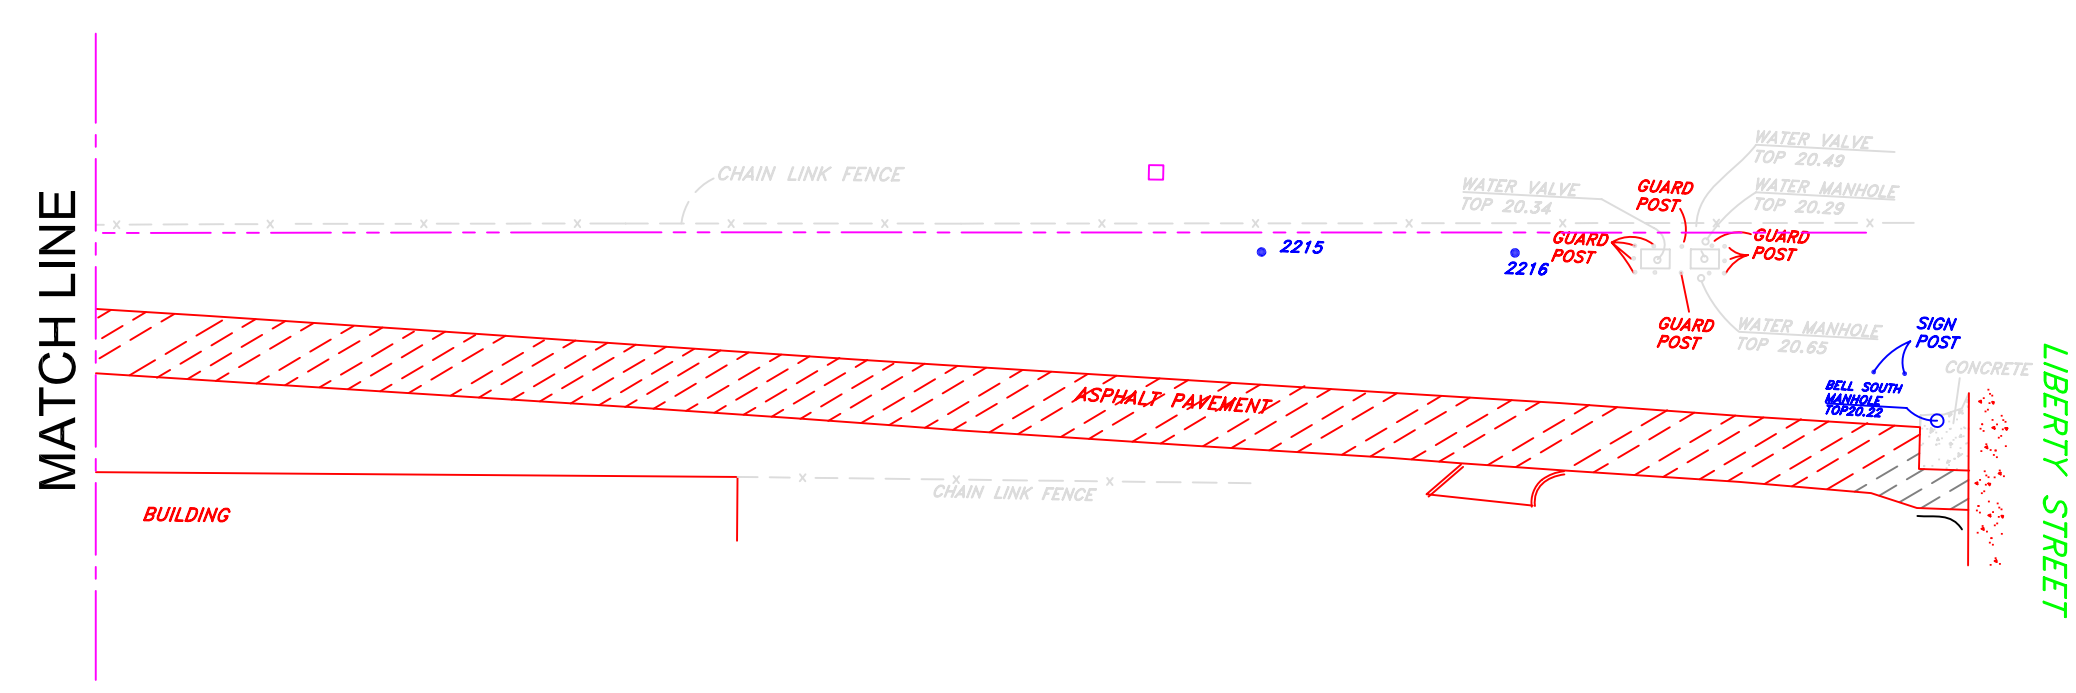 MATCH LINE
CHAIN LINK FENCE
WATER VALVE
TOP 20.34
GUARD
POST
WATER VALVE
TOP 20.49
WATER MANHOLE
TOP 20.29
2215
2216
GUARD
POST
GUARD
POST
GUARD
POST
WATER MANHOLE
TOP 20.65
SIGN
POST
CONCRETE
BELL SOUTH
MANHOLE
TOP20.22
ASPHALT PAVEMENT
LIBERTY STREET
CHAIN LINK FENCE
BUILDING